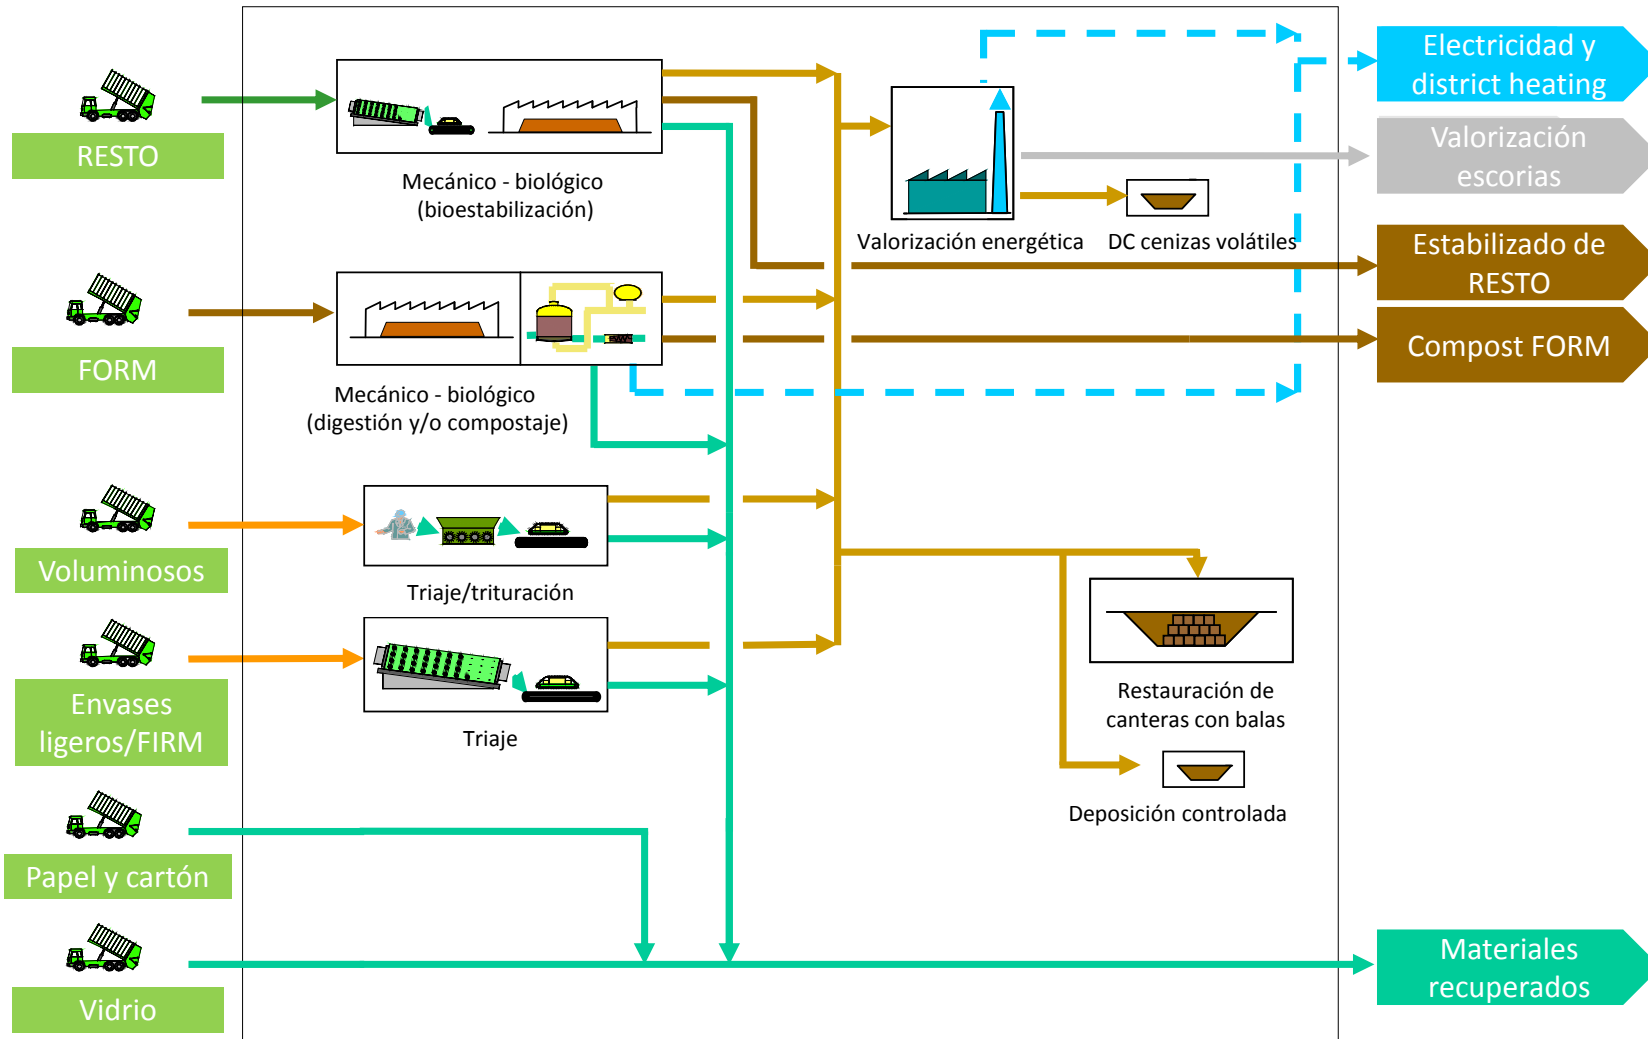 Electricidad y
district heating
RESTO
Valorización
escorias
Mecánico - biológico
(bioestabilización)
Valorización energética
DC cenizas volátiles
Estabilizado de
RESTO
FORM
Compost FORM
Mecánico - biológico
(digestión y/o compostaje)
Voluminosos
Triaje/trituración
Envases
ligeros/FIRM
Triaje
Restauración de
canteras con balas
Deposición controlada
Papel y cartón
Materiales
recuperados
Vidrio